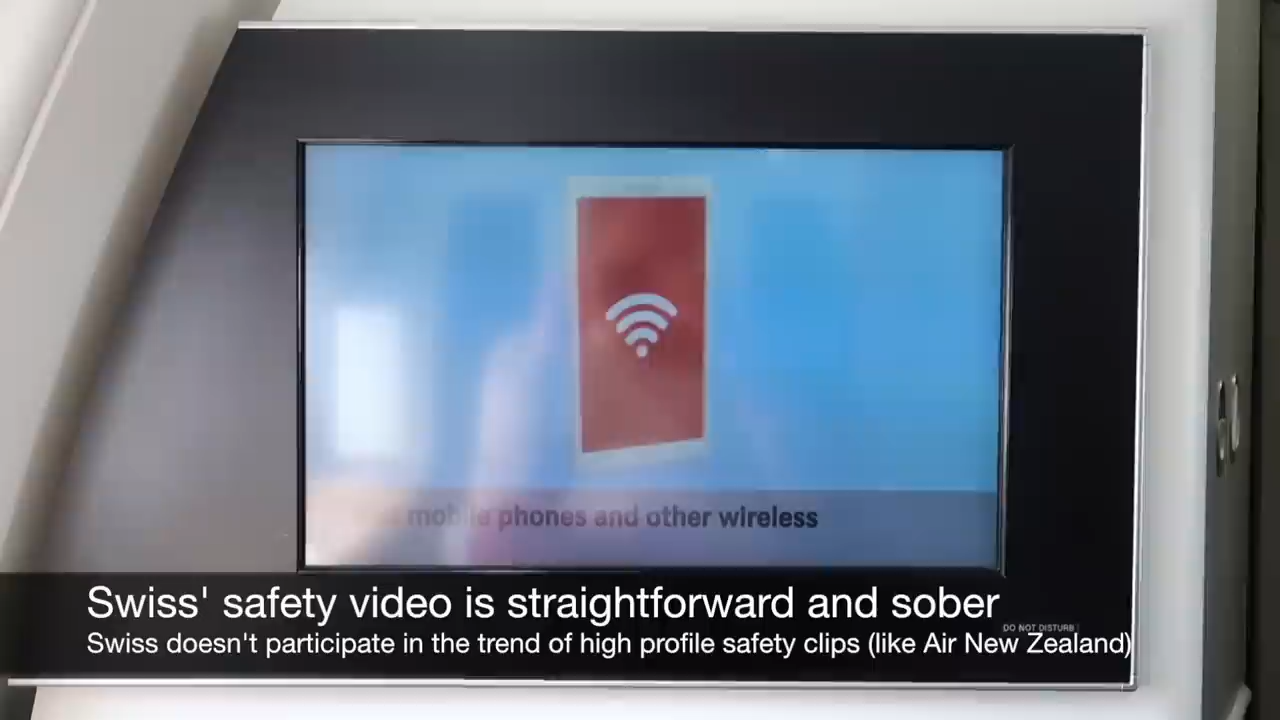 mobile phones and other wireless
Swiss' safety video is straightforward and sober
DO NOT DISTURB
Swiss doesn't participate in the trend of high profile safety clips (like Air New Zealand)